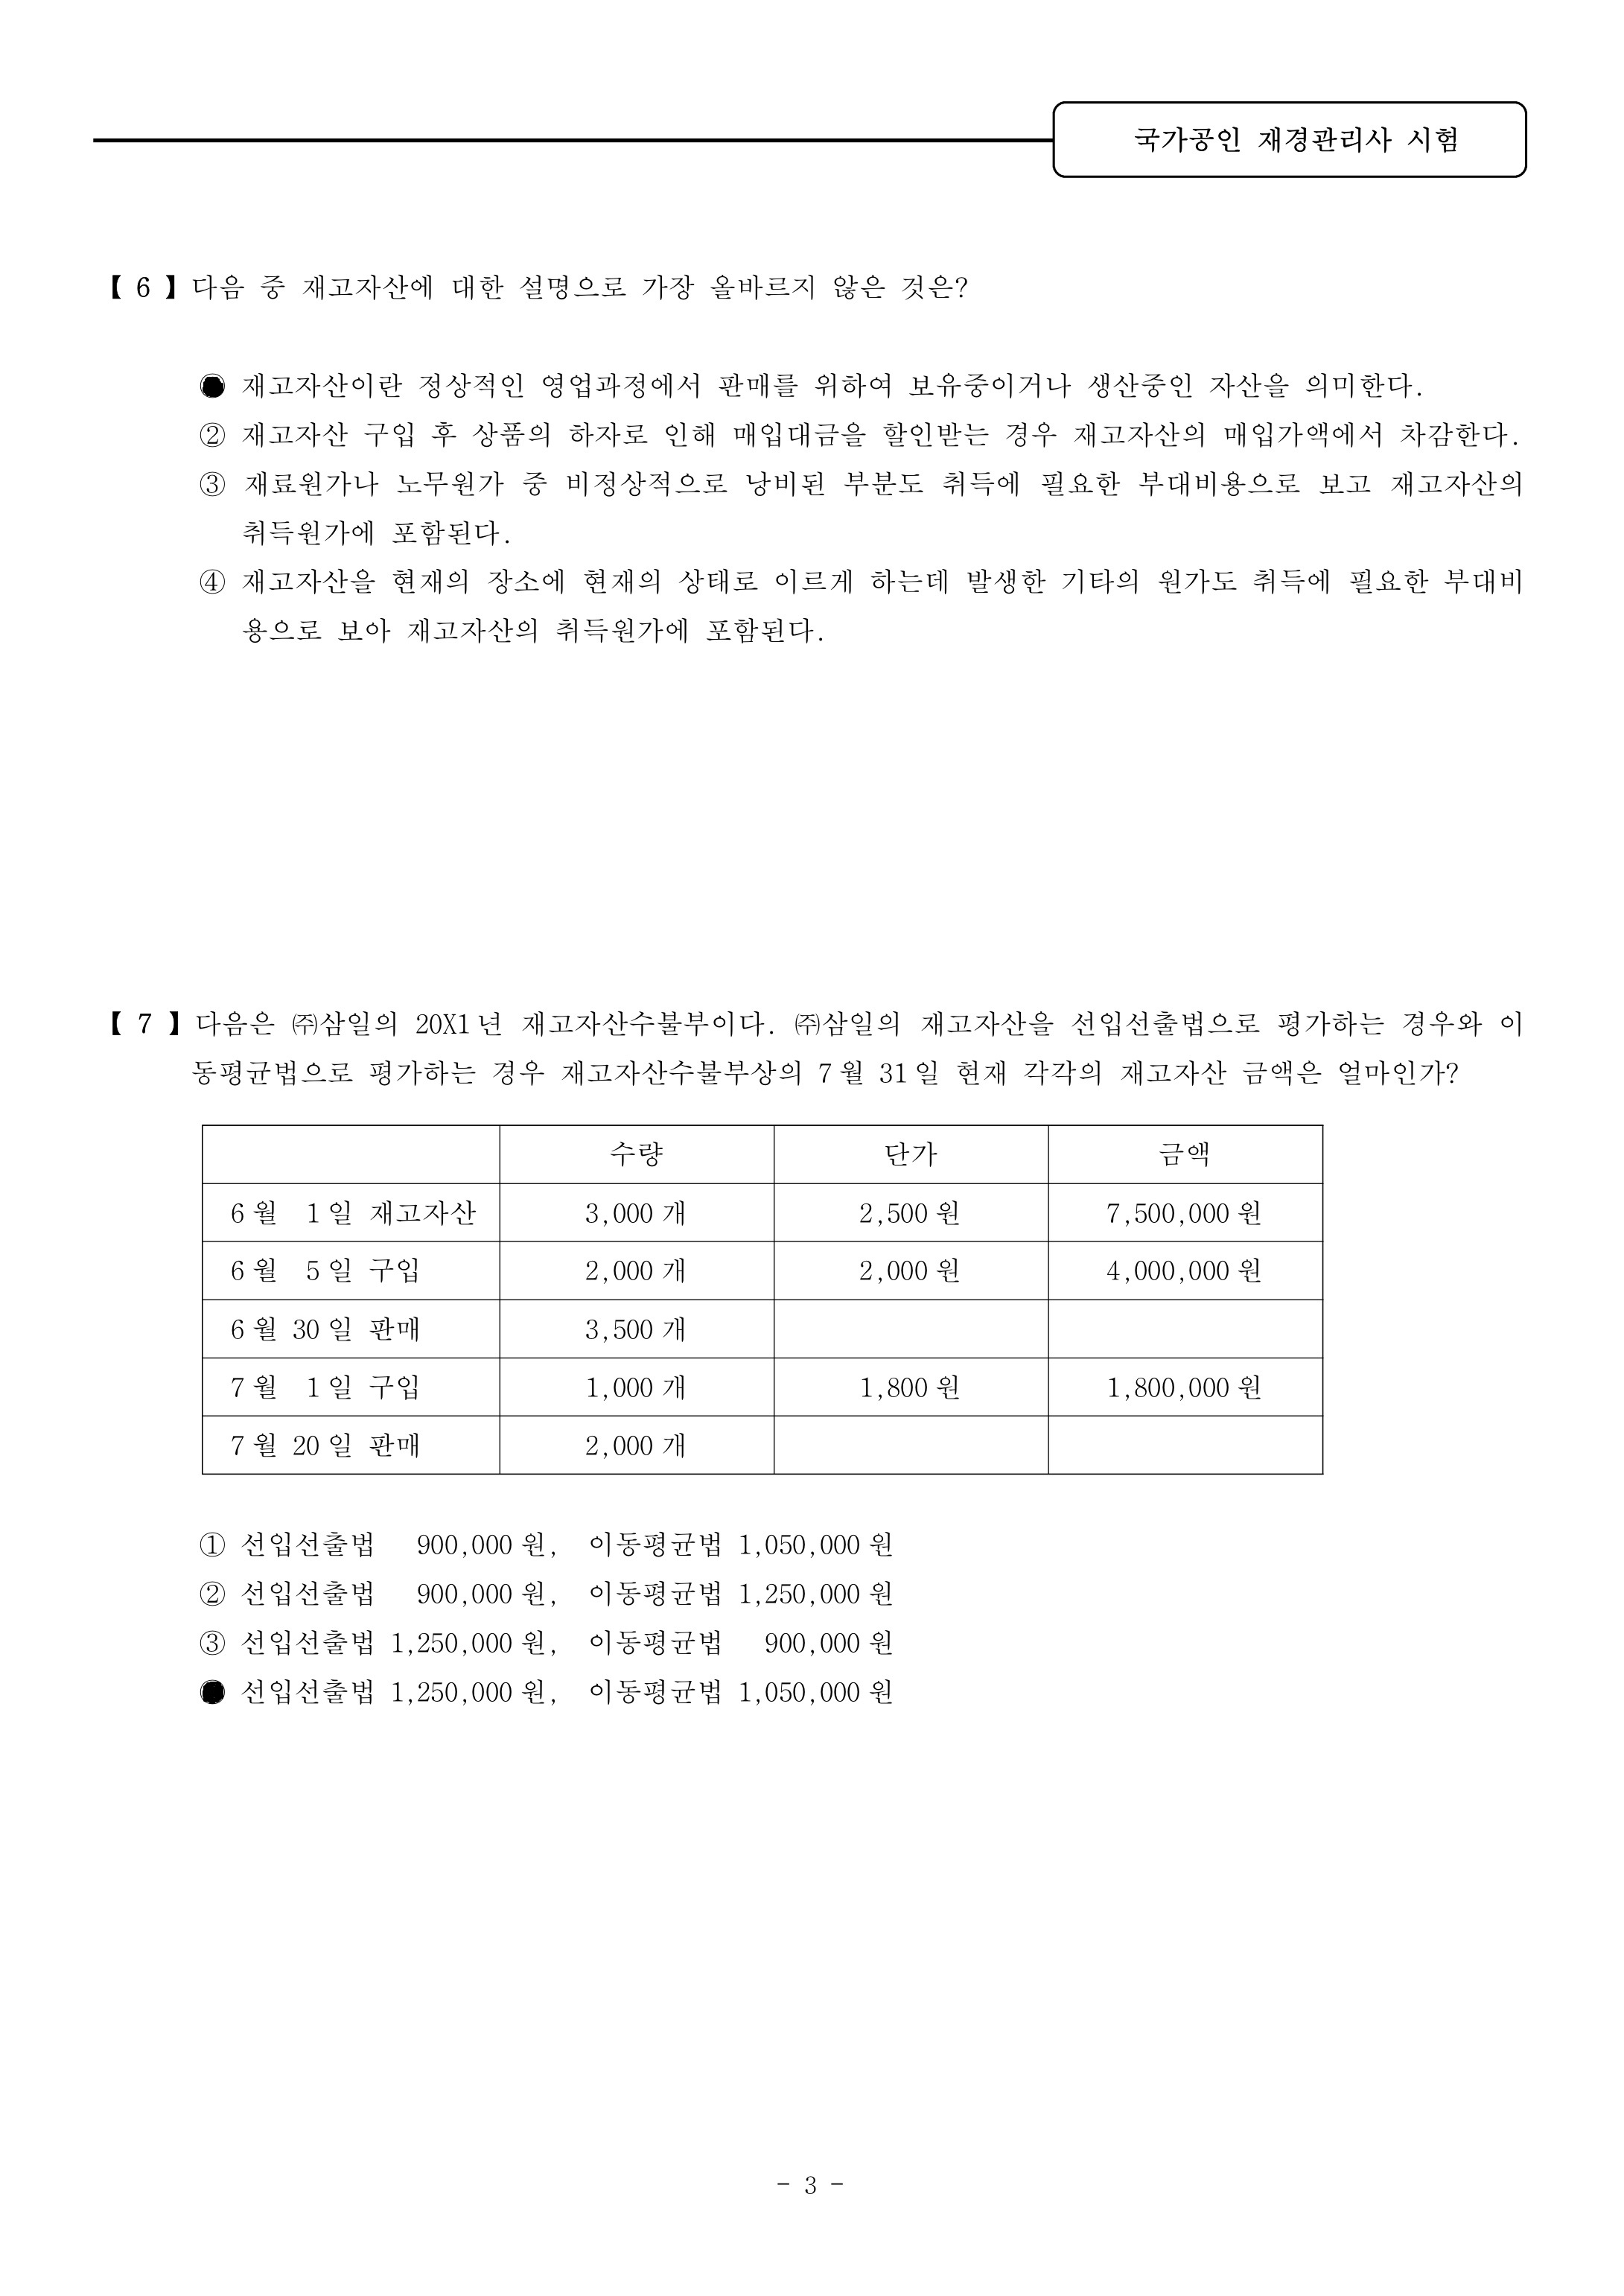 국가공인 재경관리사 시험
【 6 】 다음 중 재고자산에 대한 설명으로 가장 올바르지 않은 것은?
● 재고자산이란 정상적인 영업과정에서 판매를 위하여 보유중이거나 생산중인 자산을 의미한다.
② 재고자산 구입 후 상품의 하자로 인해 매입대금을 할인받는 경우 재고자산의 매입가액에서 차감한다.
③ 재료원가나 노무원가 중 비정상적으로 낭비된 부분도 취득에 필요한 부대비용으로 보고 재고자산의
취득원가에 포함된다.
④ 재고자산을 현재의 장소에 현재의 상태로 이르게 하는데 발생한 기타의 원가도 취득에 필요한 부대비
용으로 보아 재고자산의 취득원가에 포함된다.
【 7 】 다음은 ㈜삼일의 20X1년 재고자산수불부이다. ㈜삼일의 재고자산을 선입선출법으로 평가하는 경우와 이
동평균법으로 평가하는 경우 재고자산수불부상의 7월 31일 현재 각각의 재고자산 금액은 얼마인가?
수량 단가 금액
6월 1일 재고자산 3,000개 2,500원 7,500,000원
6월 5일 구입 2,000개 2,000원 4,000,000원
6월 30일 판매 3,500개
7월 1일 구입 1,000개 1,800원 1,800,000원
7월 20일 판매 2,000개
① 선입선출법 900,000원, 이동평균법 1,050,000원
② 선입선출법 900,000원, 이동평균법 1,250,000원
③ 선입선출법 1,250,000원, 이동평균법 900,000원
● 선입선출법 1,250,000원, 이동평균법 1,050,000원
- 3 -